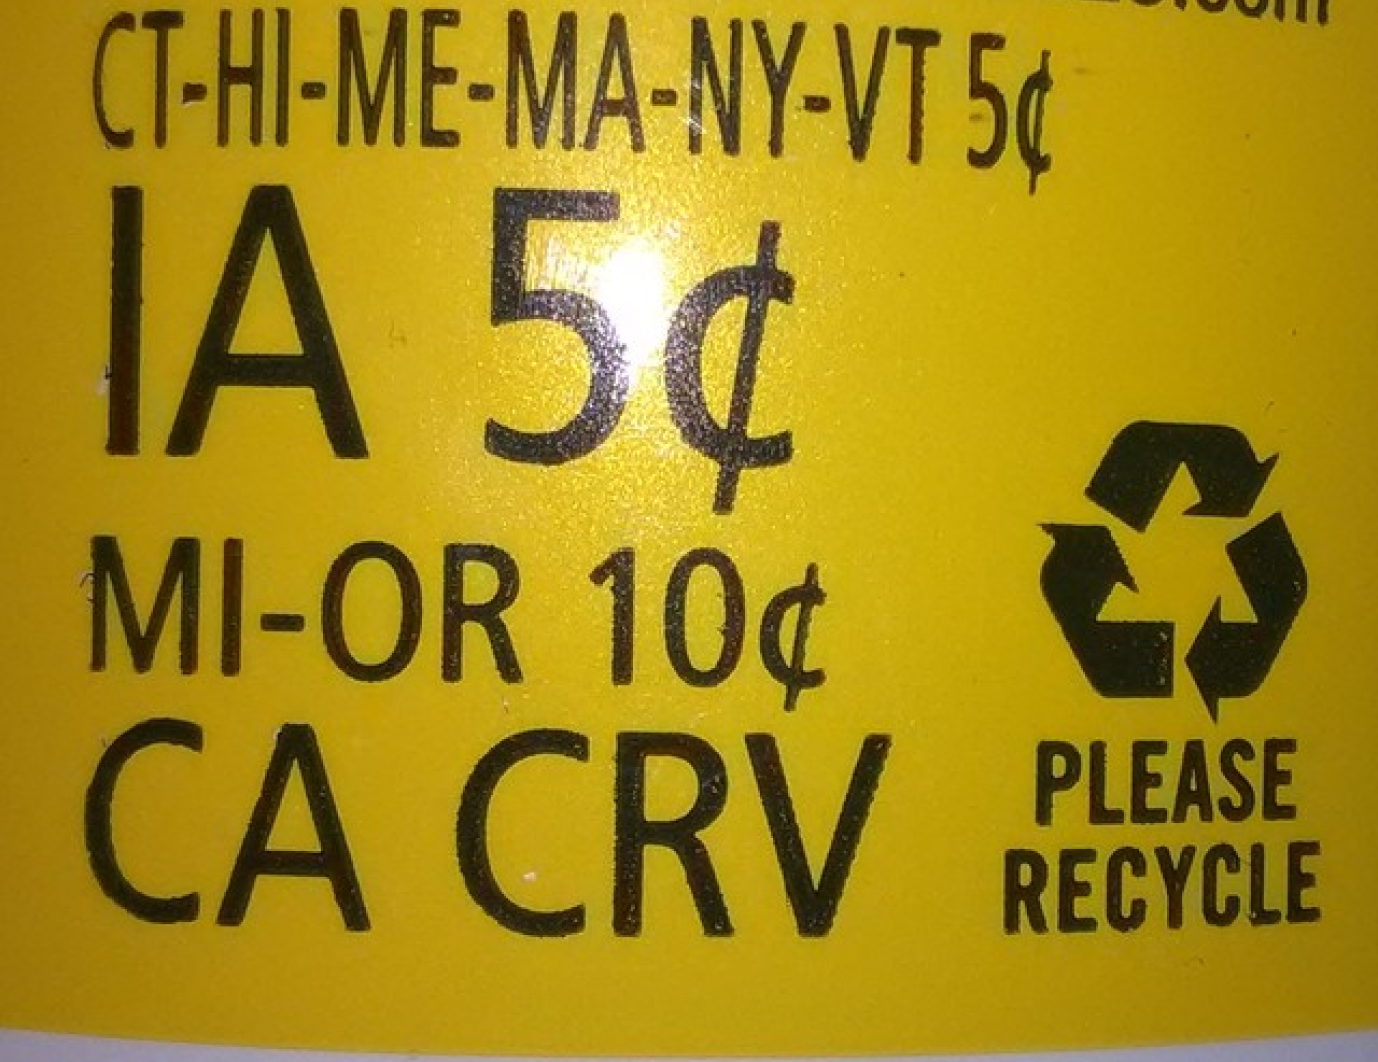 CT-HI-ME-MA-NY-VT 5¢
IA 5¢
MI-OR 10¢
CA CRV
PLEASE
RECYCLE